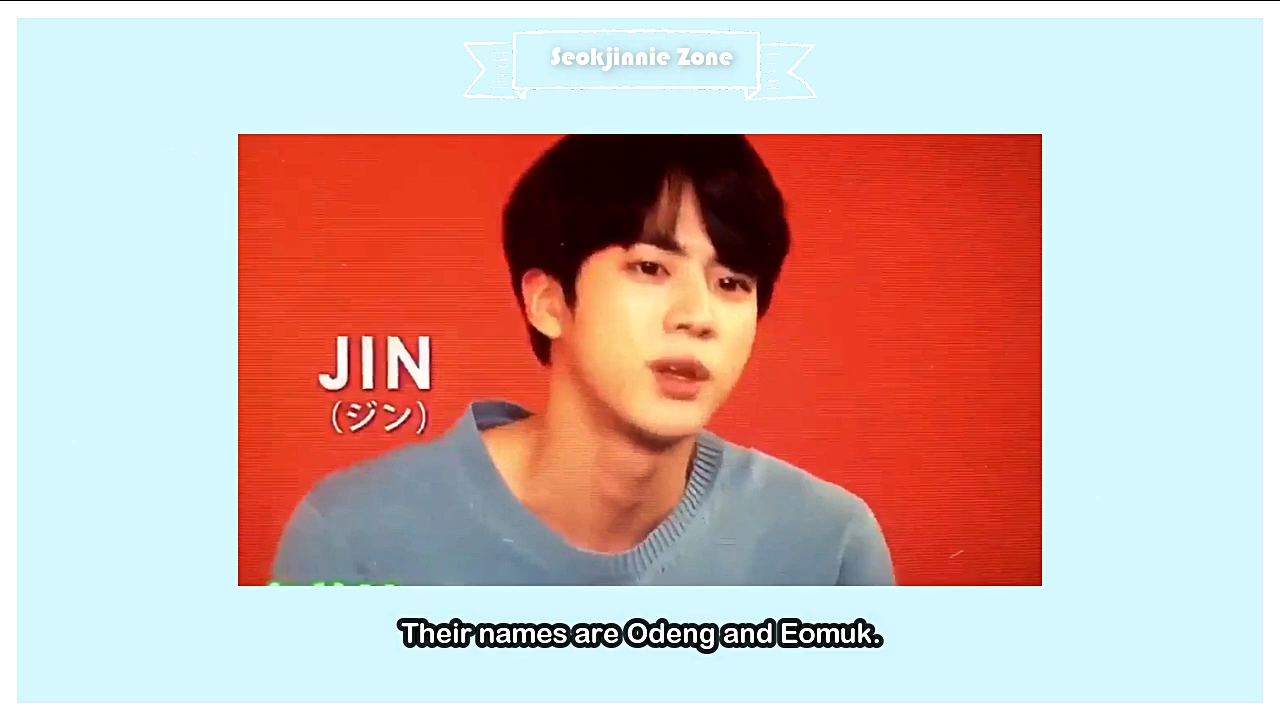 Seokjinnie Zone
JIN
(ジン)
Their names are Odeng and Eomuk.